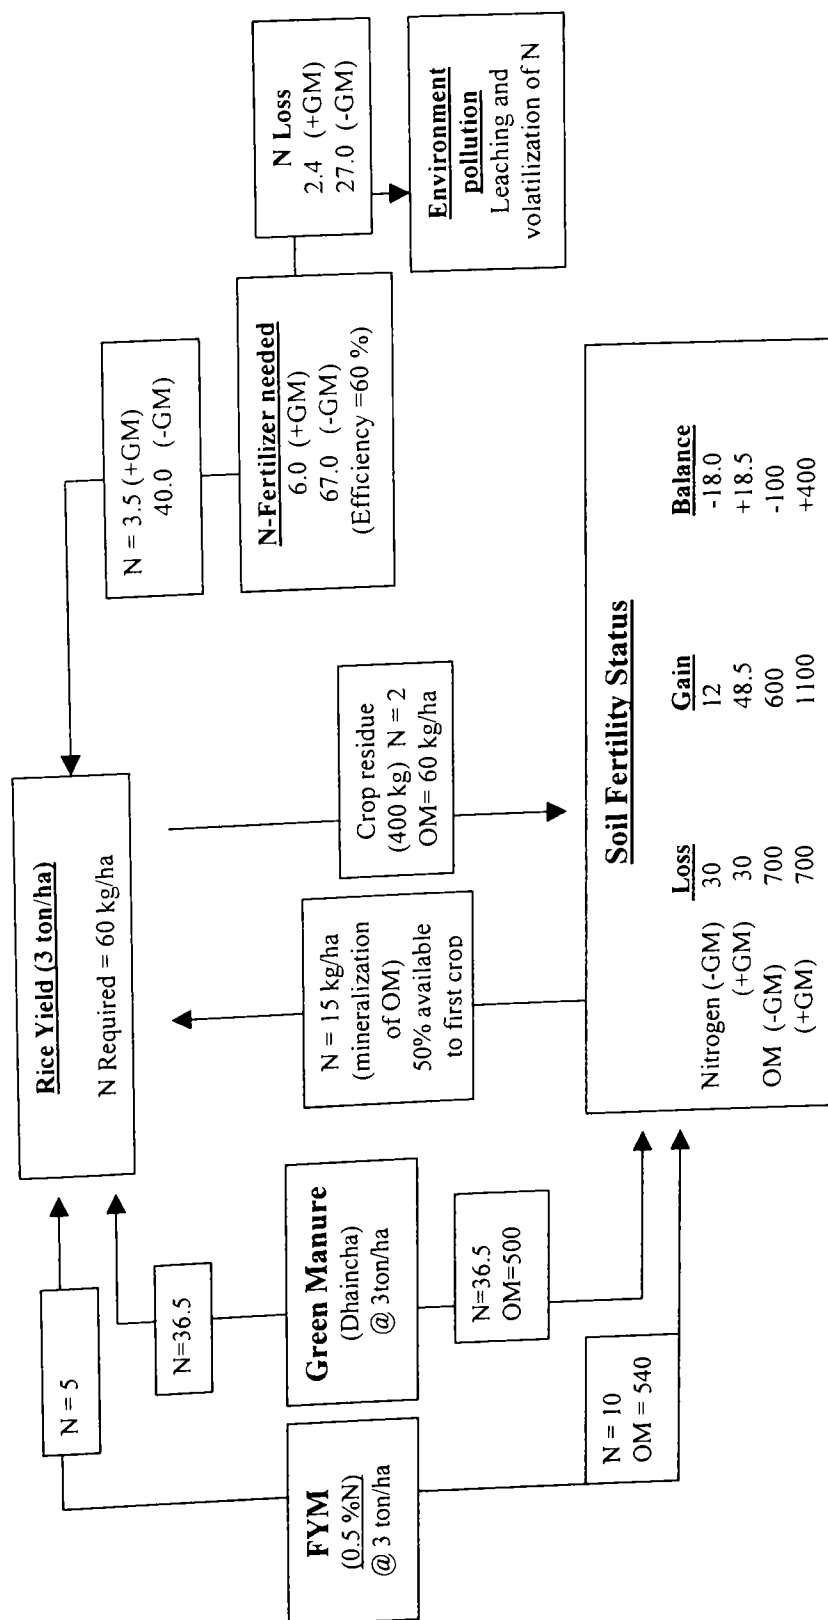 N = 5
N=36.5
Rice Yield (3 ton/ha)
N Required = 60 kg/ha
N = 3.5 (+GM)
40.0 (-GM)
FYM
(0.5 %N)
@ 3 ton/ha
Green Manure
(Dhaincha)
@ 3ton/ha
N = 15 kg/ha
(mineralization
of OM)
50% available
to first crop
Crop residue
(400 kg) N = 2
OM= 60 kg/ha
N-Fertilizer needed
6.0 (+GM)
67.0 (-GM)
(Efficiency =60 %)
N Loss
2.4 (+GM)
27.0 (-GM)
Environment
pollution
Leaching and
volatilization of N
N=36.5
OM=500
N = 10
OM = 540
Soil Fertility Status
Loss Gain Balance
Nitrogen (-GM) 30 12 -18.0
(+GM) 30 48.5 +18.5
OM (-GM) 700 600 -100
(+GM) 700 1100 +400